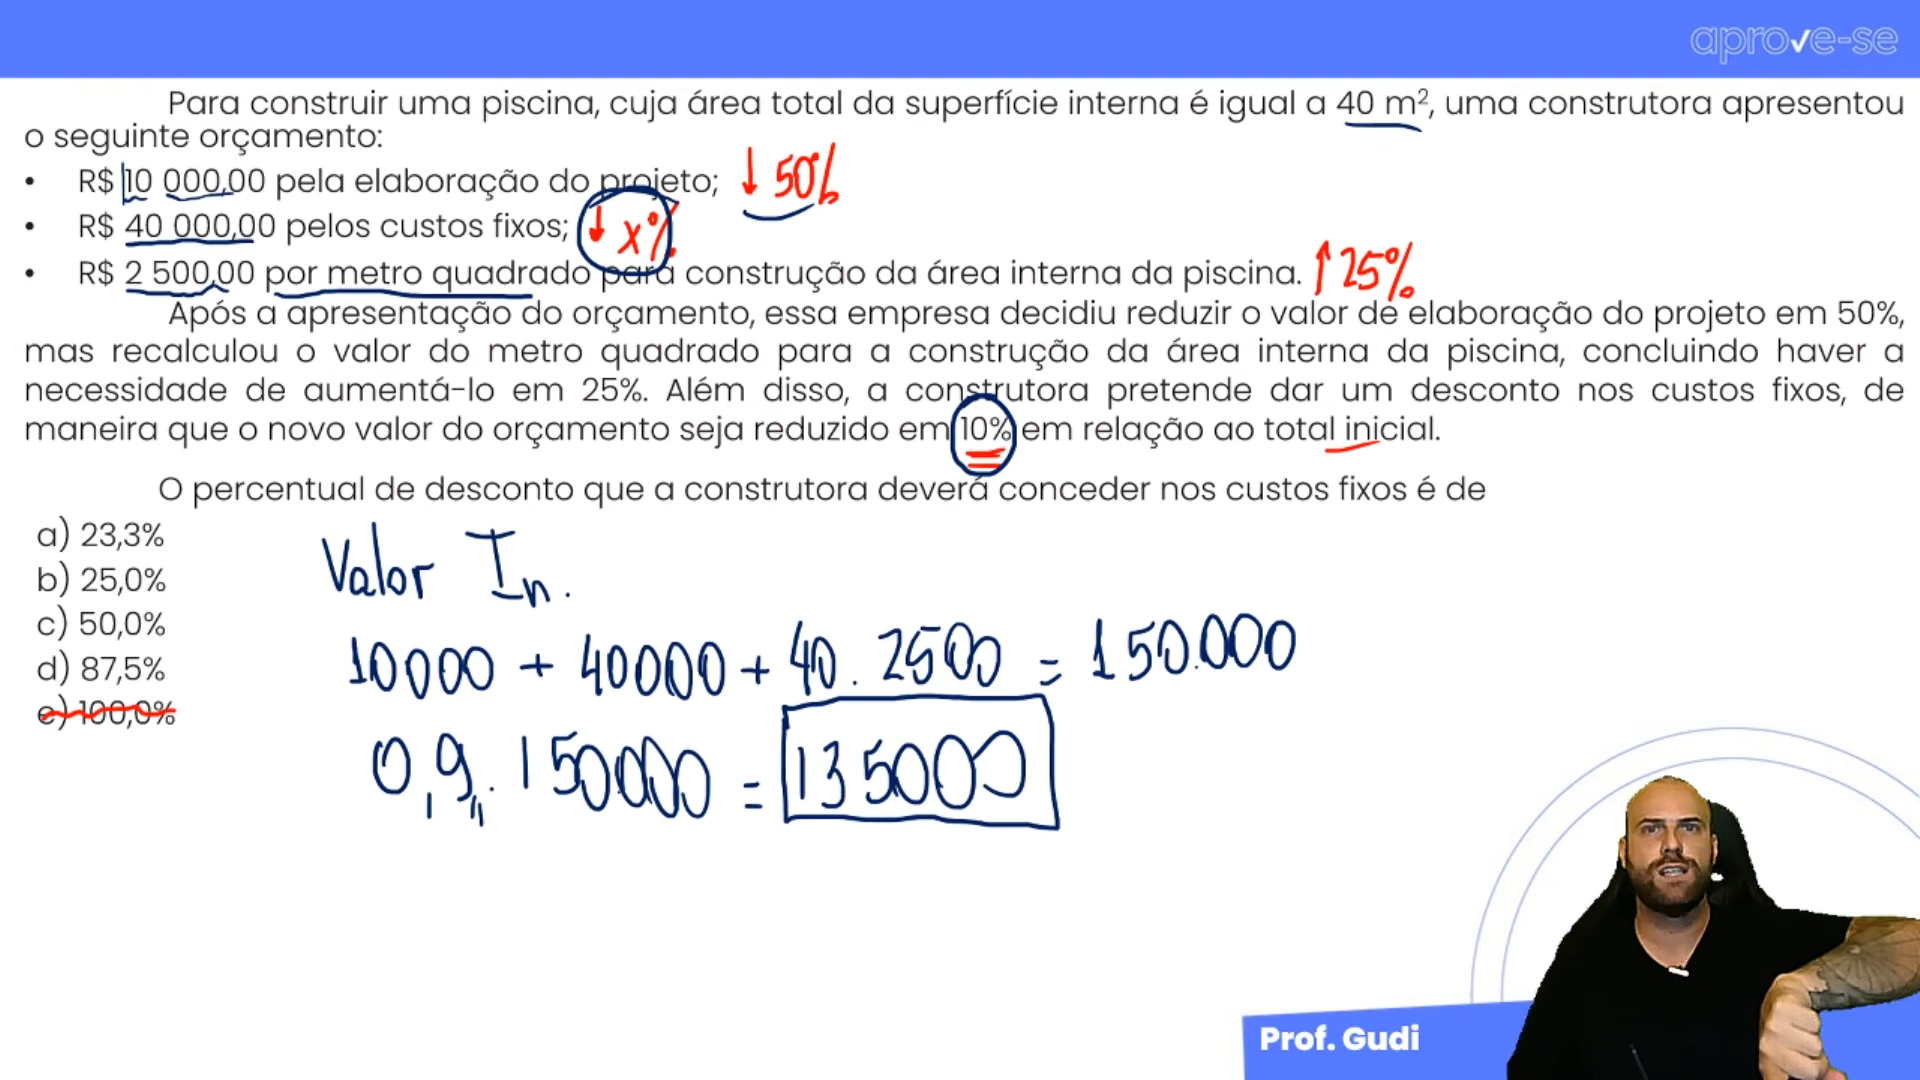 aprove-se
Para construir uma piscina, cuja área total da superfície interna é igual a 40 m², uma construtora apresentou
o seguinte orçamento:
• R$ 10 000,00 pela elaboração do projeto; ↓ 50%
• R$ 40 000,00 pelos custos fixos; ↓ x%
• R$ 2 500,00 por metro quadrado para construção da área interna da piscina. ↑ 25%
Após a apresentação do orçamento, essa empresa decidiu reduzir o valor de elaboração do projeto em 50%,
mas recalculou o valor do metro quadrado para a construção da área interna da piscina, concluindo haver a
necessidade de aumentá-lo em 25%. Além disso, a construtora pretende dar um desconto nos custos fixos, de
maneira que o novo valor do orçamento seja reduzido em 10% em relação ao total inicial.
O percentual de desconto que a construtora deverá conceder nos custos fixos é de
a) 23,3%
b) 25,0%
c) 50,0%
d) 87,5%
e) 100,0%
Valor In.
10000 + 40000 + 40 . 2500 = 150.000
0,9 . 150000 = 135000
Prof. Gudi